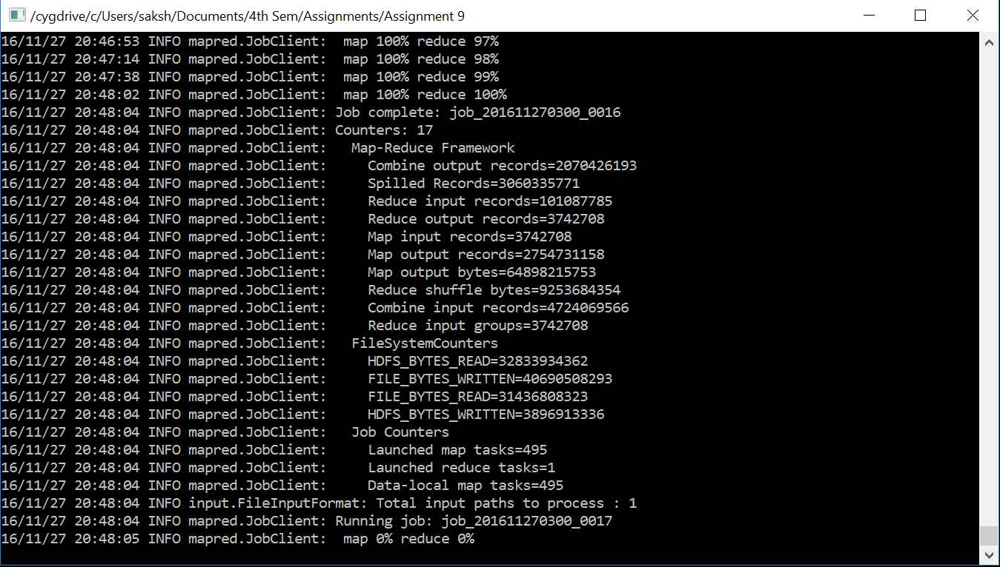 /cygdrive/c/Users/saksh/Documents/4th Sem/Assignments/Assignment 9
16/11/27 20:46:53 INFO mapred.JobClient:  map 100% reduce 97%
16/11/27 20:47:14 INFO mapred.JobClient:  map 100% reduce 98%
16/11/27 20:47:38 INFO mapred.JobClient:  map 100% reduce 99%
16/11/27 20:48:02 INFO mapred.JobClient:  map 100% reduce 100%
16/11/27 20:48:04 INFO mapred.JobClient: Job complete: job_201611270300_0016
16/11/27 20:48:04 INFO mapred.JobClient: Counters: 17
16/11/27 20:48:04 INFO mapred.JobClient:   Map-Reduce Framework
16/11/27 20:48:04 INFO mapred.JobClient:     Combine output records=2070426193
16/11/27 20:48:04 INFO mapred.JobClient:     Spilled Records=3060335771
16/11/27 20:48:04 INFO mapred.JobClient:     Reduce input records=101087785
16/11/27 20:48:04 INFO mapred.JobClient:     Reduce output records=3742708
16/11/27 20:48:04 INFO mapred.JobClient:     Map input records=3742708
16/11/27 20:48:04 INFO mapred.JobClient:     Map output records=2754731158
16/11/27 20:48:04 INFO mapred.JobClient:     Map output bytes=64898215753
16/11/27 20:48:04 INFO mapred.JobClient:     Reduce shuffle bytes=9253684354
16/11/27 20:48:04 INFO mapred.JobClient:     Combine input records=4724069566
16/11/27 20:48:04 INFO mapred.JobClient:     Reduce input groups=3742708
16/11/27 20:48:04 INFO mapred.JobClient:   FileSystemCounters
16/11/27 20:48:04 INFO mapred.JobClient:     HDFS_BYTES_READ=32833934362
16/11/27 20:48:04 INFO mapred.JobClient:     FILE_BYTES_WRITTEN=40690508293
16/11/27 20:48:04 INFO mapred.JobClient:     FILE_BYTES_READ=31436808323
16/11/27 20:48:04 INFO mapred.JobClient:     HDFS_BYTES_WRITTEN=3896913336
16/11/27 20:48:04 INFO mapred.JobClient:   Job Counters
16/11/27 20:48:04 INFO mapred.JobClient:     Launched map tasks=495
16/11/27 20:48:04 INFO mapred.JobClient:     Launched reduce tasks=1
16/11/27 20:48:04 INFO mapred.JobClient:     Data-local map tasks=495
16/11/27 20:48:04 INFO input.FileInputFormat: Total input paths to process : 1
16/11/27 20:48:04 INFO mapred.JobClient: Running job: job_201611270300_0017
16/11/27 20:48:05 INFO mapred.JobClient:  map 0% reduce 0%